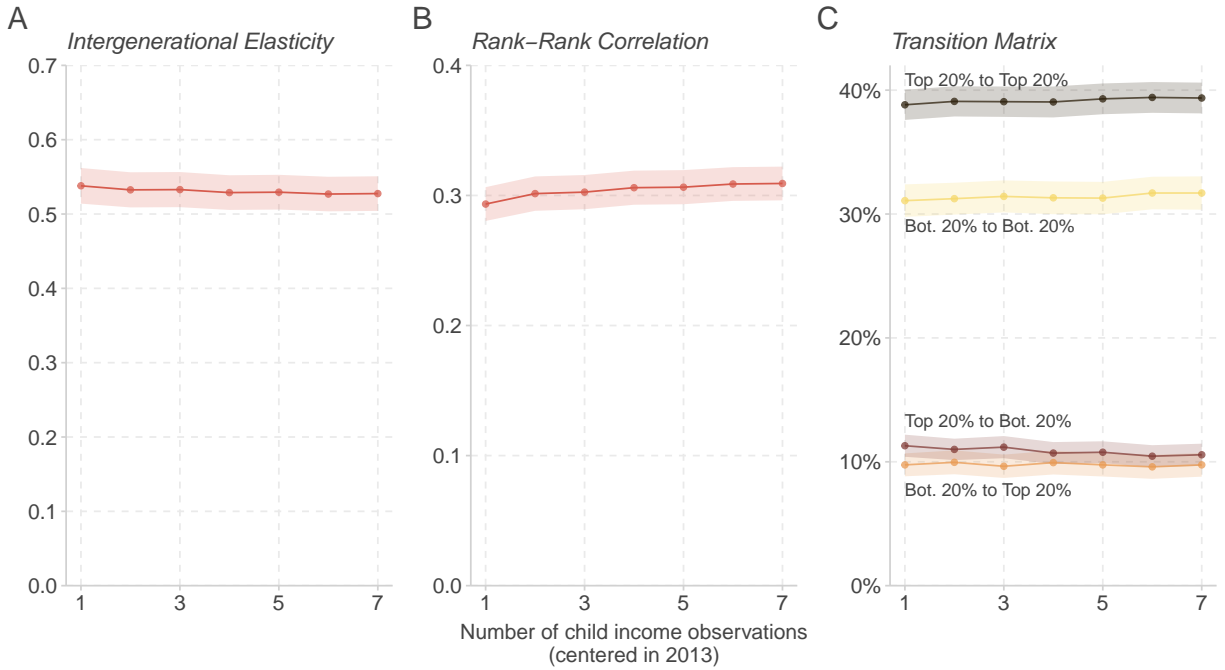 A
Intergenerational Elasticity
0.7
0.6
0.5
0.4
0.3
0.2
0.1
0.0
1 3 5 7
B
Rank−Rank Correlation
0.4
0.3
0.2
0.1
0.0
1 3 5 7
Number of child income observations
(centered in 2013)
C
Transition Matrix
40%
30%
20%
10%
0%
Top 20% to Top 20%
Bot. 20% to Bot. 20%
Top 20% to Bot. 20%
Bot. 20% to Top 20%
1 3 5 7